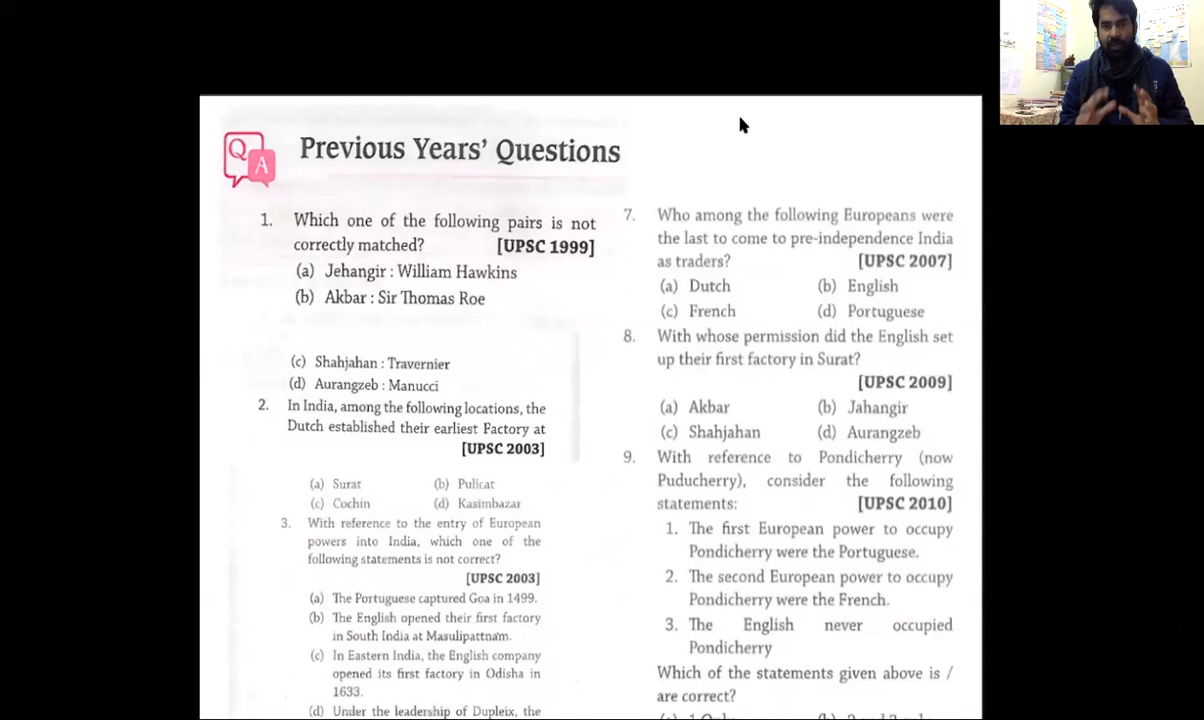 Q
A
Previous Years' Questions
1. Which one of the following pairs is not
correctly matched? [UPSC 1999]
(a) Jehangir : William Hawkins
(b) Akbar : Sir Thomas Roe
(c) Shahjahan : Travernier
(d) Aurangzeb : Manucci
2. In India, among the following locations, the
Dutch established their earliest Factory at
[UPSC 2003]
(a) Surat (b) Pulicat
(c) Cochin (d) Kasimbazar
3. With reference to the entry of European
powers into India, which one of the
following statements is not correct?
[UPSC 2003]
(a) The Portuguese captured Goa in 1499.
(b) The English opened their first factory
in South India at Masulipattnam.
(c) In Eastern India, the English company
opened its first factory in Odisha in
1633.
(d) Under the leadership of Dupleix, the
7. Who among the following Europeans were
the last to come to pre-independence India
as traders? [UPSC 2007]
(a) Dutch (b) English
(c) French (d) Portuguese
8. With whose permission did the English set
up their first factory in Surat?
[UPSC 2009]
(a) Akbar (b) Jahangir
(c) Shahjahan (d) Aurangzeb
9. With reference to Pondicherry (now
Puducherry), consider the following
statements: [UPSC 2010]
1. The first European power to occupy
Pondicherry were the Portuguese.
2. The second European power to occupy
Pondicherry were the French.
3. The English never occupied
Pondicherry
Which of the statements given above is /
are correct?